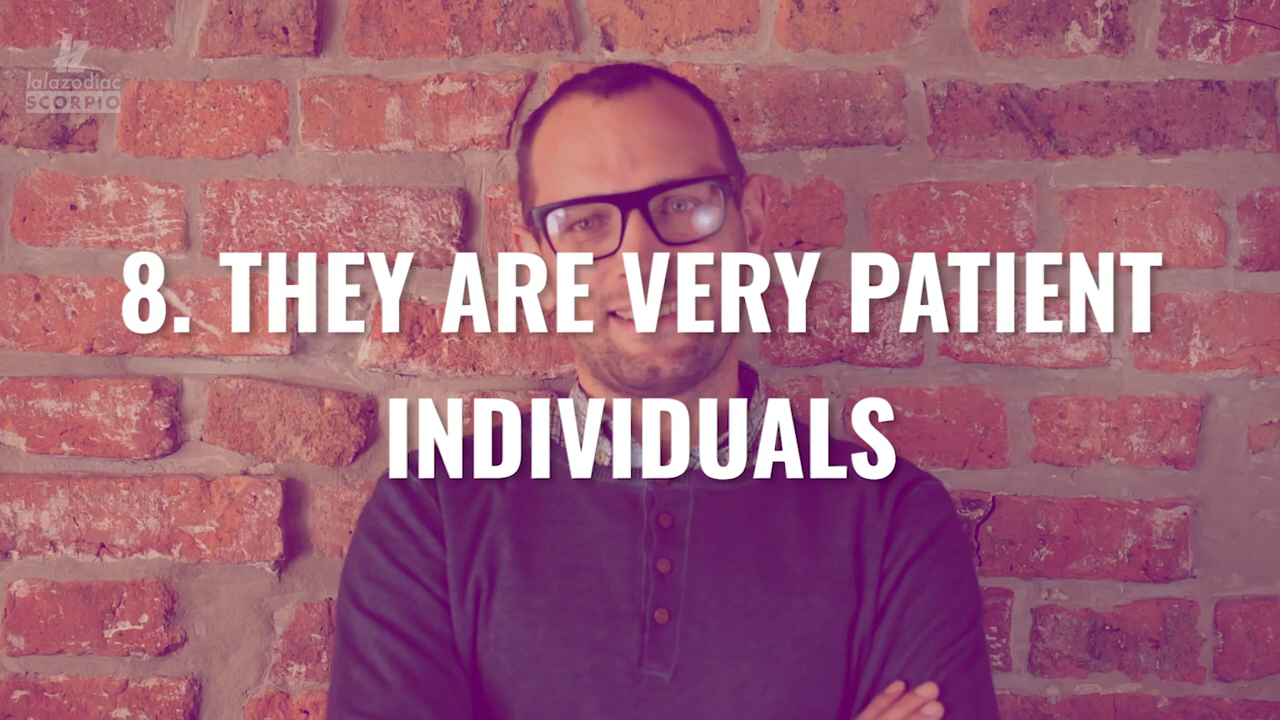 lalazodiac
SCORPIO
8. THEY ARE VERY PATIENT
INDIVIDUALS